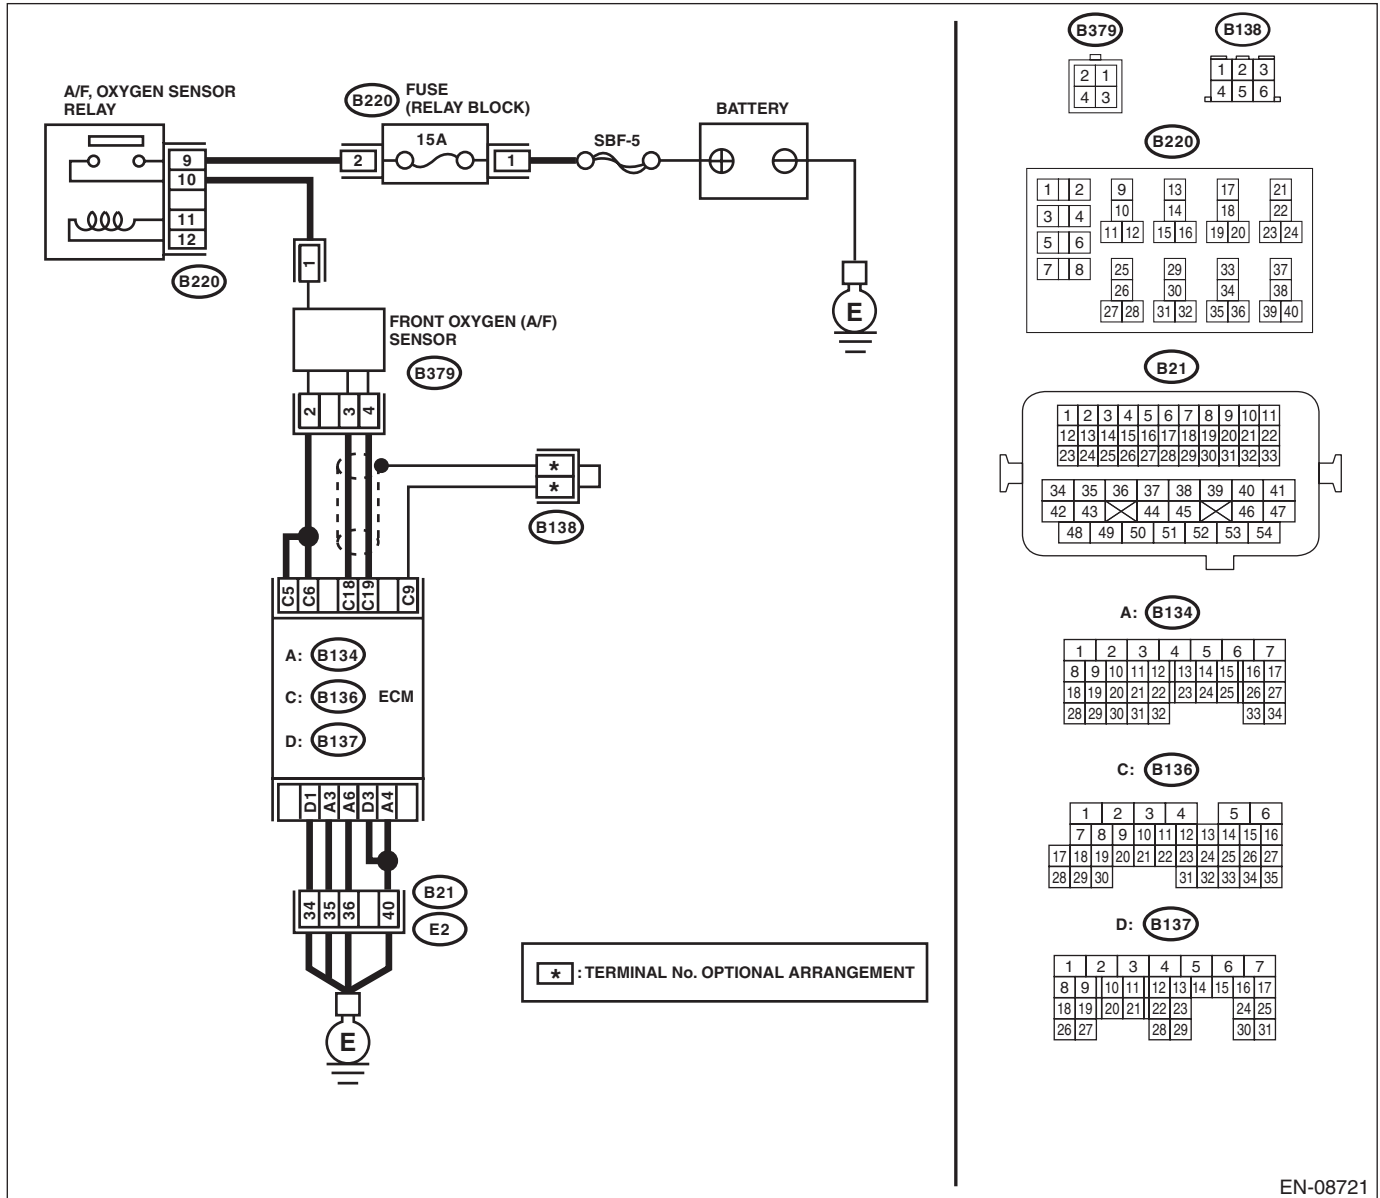 A/F, OXYGEN SENSOR
RELAY
B220
FUSE
(RELAY BLOCK)
15A
SBF-5
BATTERY
9
10
11
12
2
1
B220
1
E
FRONT OXYGEN (A/F)
SENSOR
B379
2 3 4
*
*
B138
C5 C6 C18 C19 C9
A: B134
C: B136 ECM
D: B137
D1 A3 A6 D3 A4
34 35 36 40
B21
E2
E
* : TERMINAL No. OPTIONAL ARRANGEMENT
B379
2 1
4 3
B138
1 2 3
4 5 6
B220
1 2 9 13 17 21
3 4 10 14 18 22
5 6 11 12 15 16 19 20 23 24
7 8 25 29 33 37
26 30 34 38
27 28 31 32 35 36 39 40
B21
1 2 3 4 5 6 7 8 9 10 11
12 13 14 15 16 17 18 19 20 21 22
23 24 25 26 27 28 29 30 31 32 33
34 35 36 37 38 39 40 41
42 43 44 45 46 47
48 49 50 51 52 53 54
A: B134
1 2 3 4 5 6 7
8 9 10 11 12 13 14 15 16 17
18 19 20 21 22 23 24 25 26 27
28 29 30 31 32 33 34
C: B136
1 2 3 4 5 6
7 8 9 10 11 12 13 14 15 16
17 18 19 20 21 22 23 24 25 26 27
28 29 30 31 32 33 34 35
D: B137
1 2 3 4 5 6 7
8 9 10 11 12 13 14 15 16 17
18 19 20 21 22 23 24 25
26 27 28 29 30 31
EN-08721